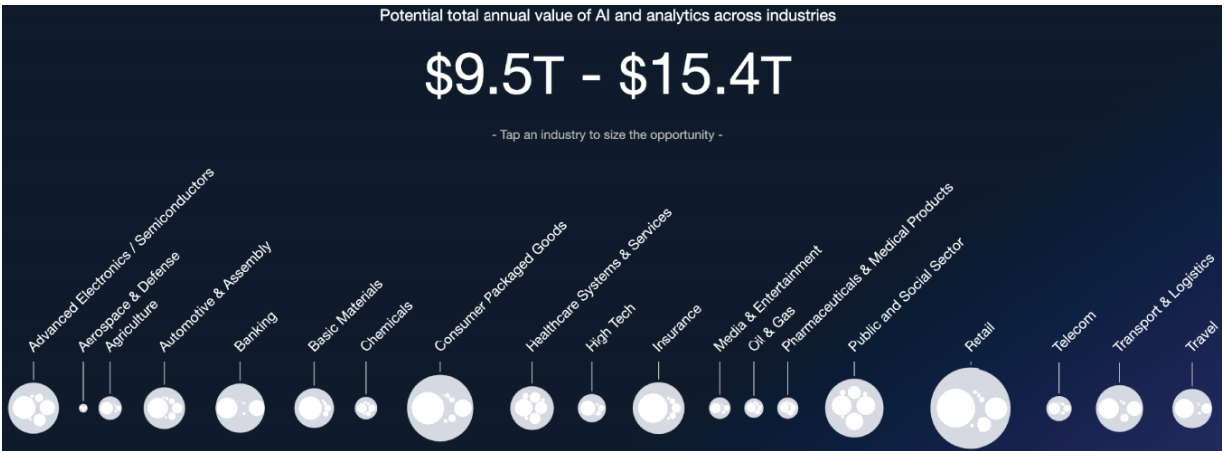 Potential total annual value of AI and analytics across industries
$9.5T - $15.4T
- Tap an industry to size the opportunity -
Advanced Electronics / Semiconductors
Aerospace & Defense
Agriculture
Automotive & Assembly
Banking
Basic Materials
Chemicals
Consumer Packaged Goods
Healthcare Systems & Services
High Tech
Insurance
Media & Entertainment
Oil & Gas
Pharmaceuticals & Medical Products
Public and Social Sector
Retail
Telecom
Transport & Logistics
Travel